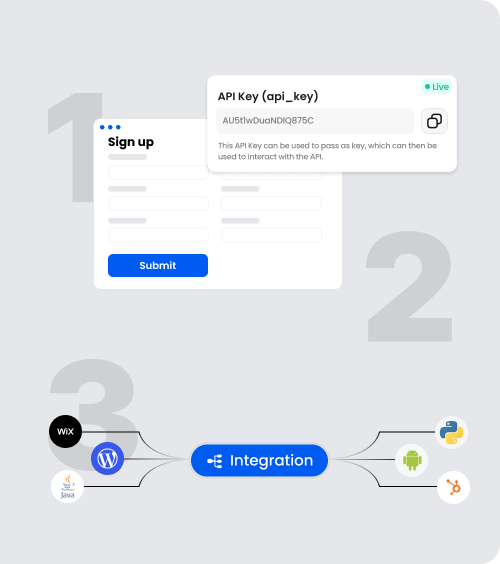 1
Live
API Key (api_key)
AU5t1wDuaNDIQ875C
This API Key can be used to pass as key, which can then be
used to interact with the API.
Sign up
Submit
2
3
WiX
Java
Integration